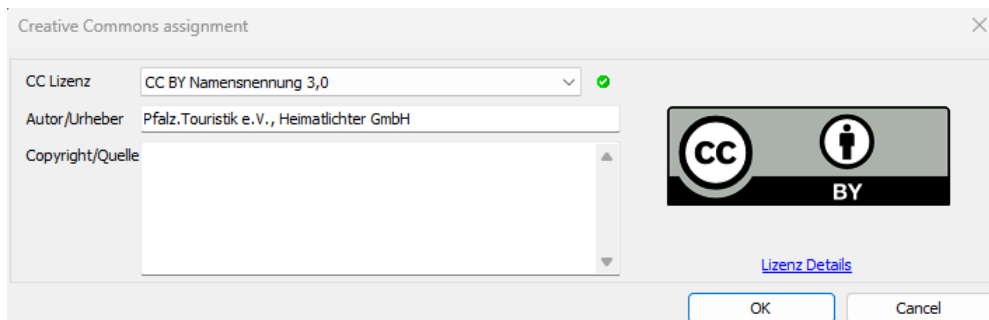 Creative Commons assignment
CC Lizenz
CC BY Namensnennung 3,0
Autor/Urheber
Pfalz.Touristik e.V., Heimatlichter GmbH
Copyright/Quelle
cc
BY
Lizenz Details
OK
Cancel